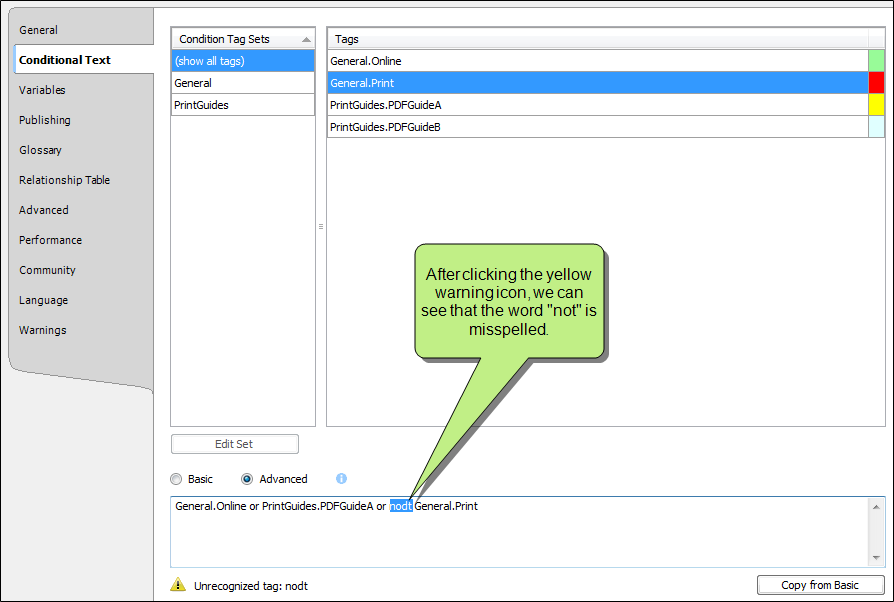 General
Conditional Text
Variables
Publishing
Glossary
Relationship Table
Advanced
Performance
Community
Language
Warnings
Condition Tag Sets
(show all tags)
General
PrintGuides
Tags
General.Online
General.Print
PrintGuides.PDFGuideA
PrintGuides.PDFGuideB
After clicking the yellow
warning icon, we can
see that the word "not" is
misspelled.
Edit Set
Basic
Advanced
General.Online or PrintGuides.PDFGuideA or nodt General.Print
Unrecognized tag: nodt
Copy from Basic